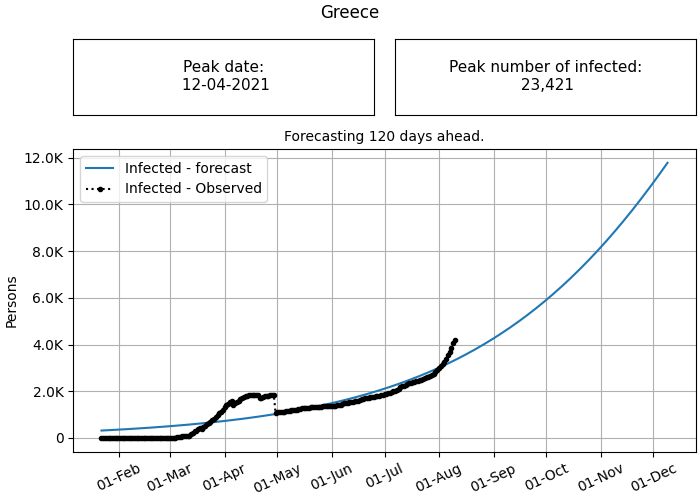 Greece
Peak date:
12-04-2021
Peak number of infected:
23,421
Forecasting 120 days ahead.
Infected - forecast
Infected - Observed
Persons
12.0K
10.0K
8.0K
6.0K
4.0K
2.0K
0
01-Feb
01-Mar
01-Apr
01-May
01-Jun
01-Jul
01-Aug
01-Sep
01-Oct
01-Nov
01-Dec